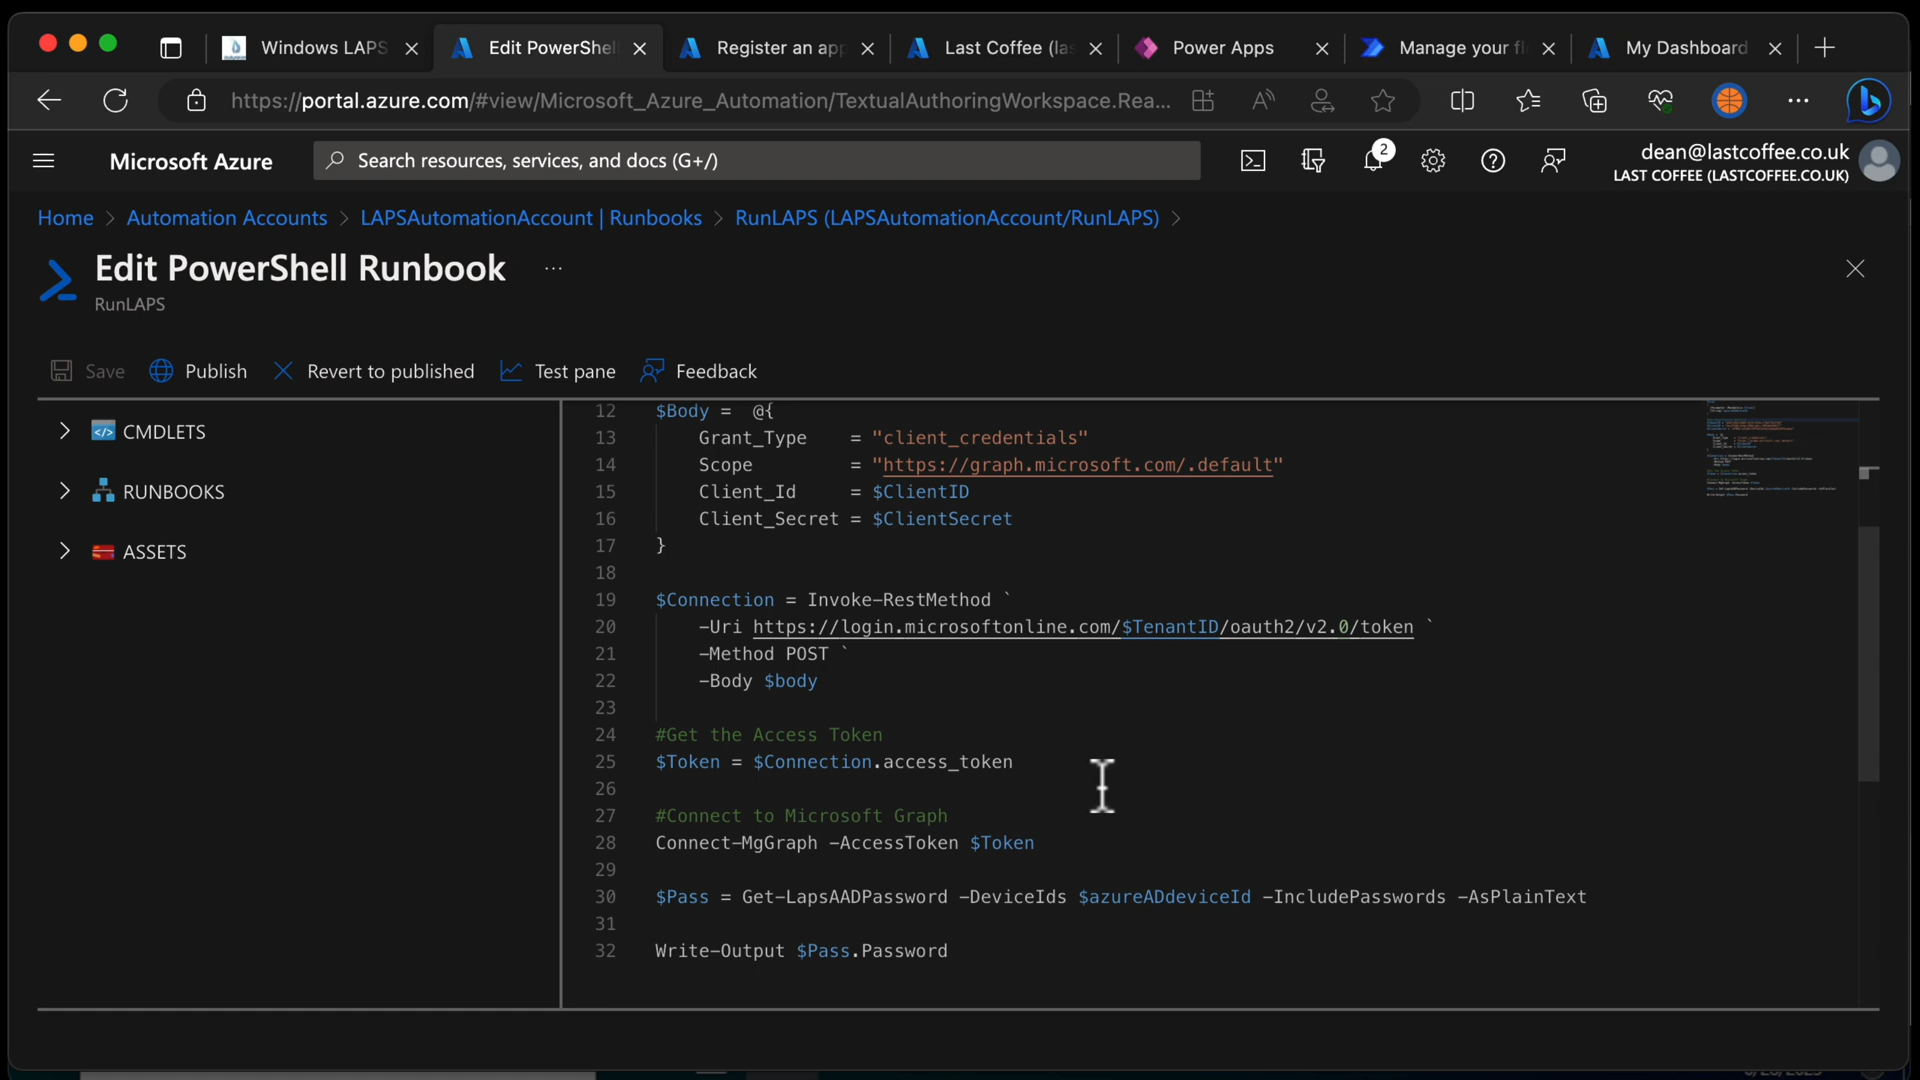 Windows LAPS
Edit PowerShel
Register an app
Last Coffee (las
Power Apps
Manage your fl
My Dashboard
https://portal.azure.com/#view/Microsoft_Azure_Automation/TextualAuthoringWorkspace.Rea...
Microsoft Azure
Search resources, services, and docs (G+/)
2
dean@lastcoffee.co.uk
LAST COFFEE (LASTCOFFEE.CO.UK)
Home > Automation Accounts > LAPSAutomationAccount | Runbooks > RunLAPS (LAPSAutomationAccount/RunLAPS) >
Edit PowerShell Runbook ...
RunLAPS
Save Publish Revert to published Test pane Feedback
CMDLETS
RUNBOOKS
ASSETS
12 $Body = @{
13 Grant_Type = "client_credentials"
14 Scope = "https://graph.microsoft.com/.default"
15 Client_Id = $ClientID
16 Client_Secret = $ClientSecret
17 }
18
19 $Connection = Invoke-RestMethod `
20 -Uri https://login.microsoftonline.com/$TenantID/oauth2/v2.0/token `
21 -Method POST `
22 -Body $body
23
24 #Get the Access Token
25 $Token = $Connection.access_token
26
27 #Connect to Microsoft Graph
28 Connect-MgGraph -AccessToken $Token
29
30 $Pass = Get-LapsAADPassword -DeviceIds $azureADdeviceId -IncludePasswords -AsPlainText
31
32 Write-Output $Pass.Password